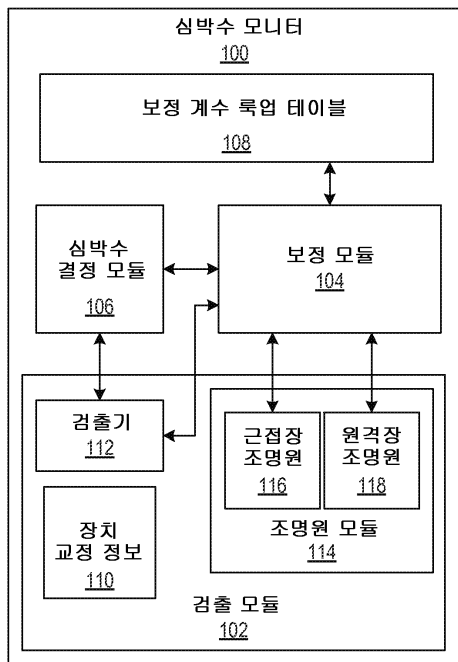 심박수 모니터
100
보정 계수 룩업 테이블
108
심박수
결정 모듈
106
보정 모듈
104
검출기
112
근접장
조명원
116
원격장
조명원
118
조명원 모듈
114
장치
교정 정보
110
검출 모듈
102